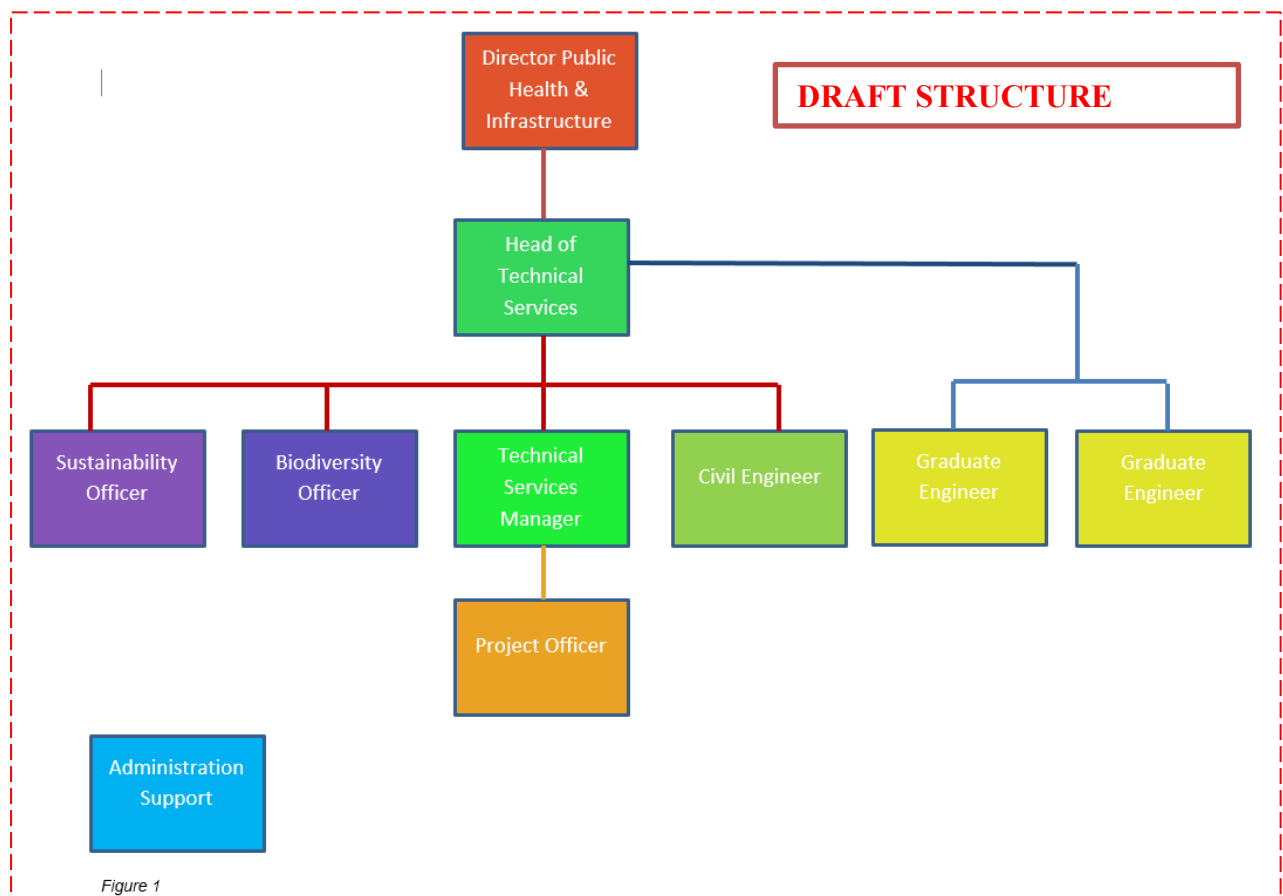 Director Public
Health &
Infrastructure
DRAFT STRUCTURE
Head of
Technical
Services
Sustainability
Officer
Biodiversity
Officer
Technical
Services
Manager
Civil Engineer
Graduate
Engineer
Graduate
Engineer
Project Officer
Administration
Support
Figure 1